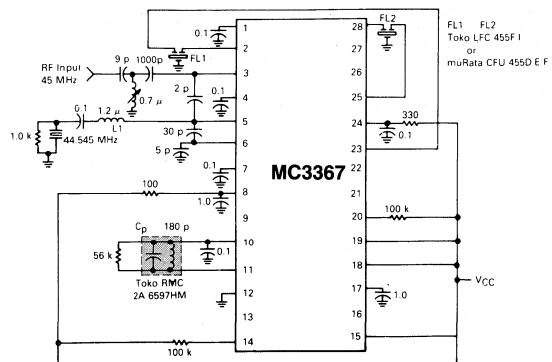 FL2
FL1 FL2
Toko LFC 455F I
or
muRata CFU 455D E F
RF Input
45 MHz
9 p
1000p
0.7 μ
FL1
0.1
2 p
0.1
0.1
1.2 μ
L1
1.0 k
44.545 MHz
30 p
5 p
0.1
100
1.0
Cp
180 p
56 k
0.1
Toko RMC
2A 6597HM
100 k
1
2
3
4
5
6
7
8
9
10
11
12
13
14
MC3367
28
27
26
25
24
23
22
21
20
19
18
17
16
15
330
0.1
100 k
VCC
1.0